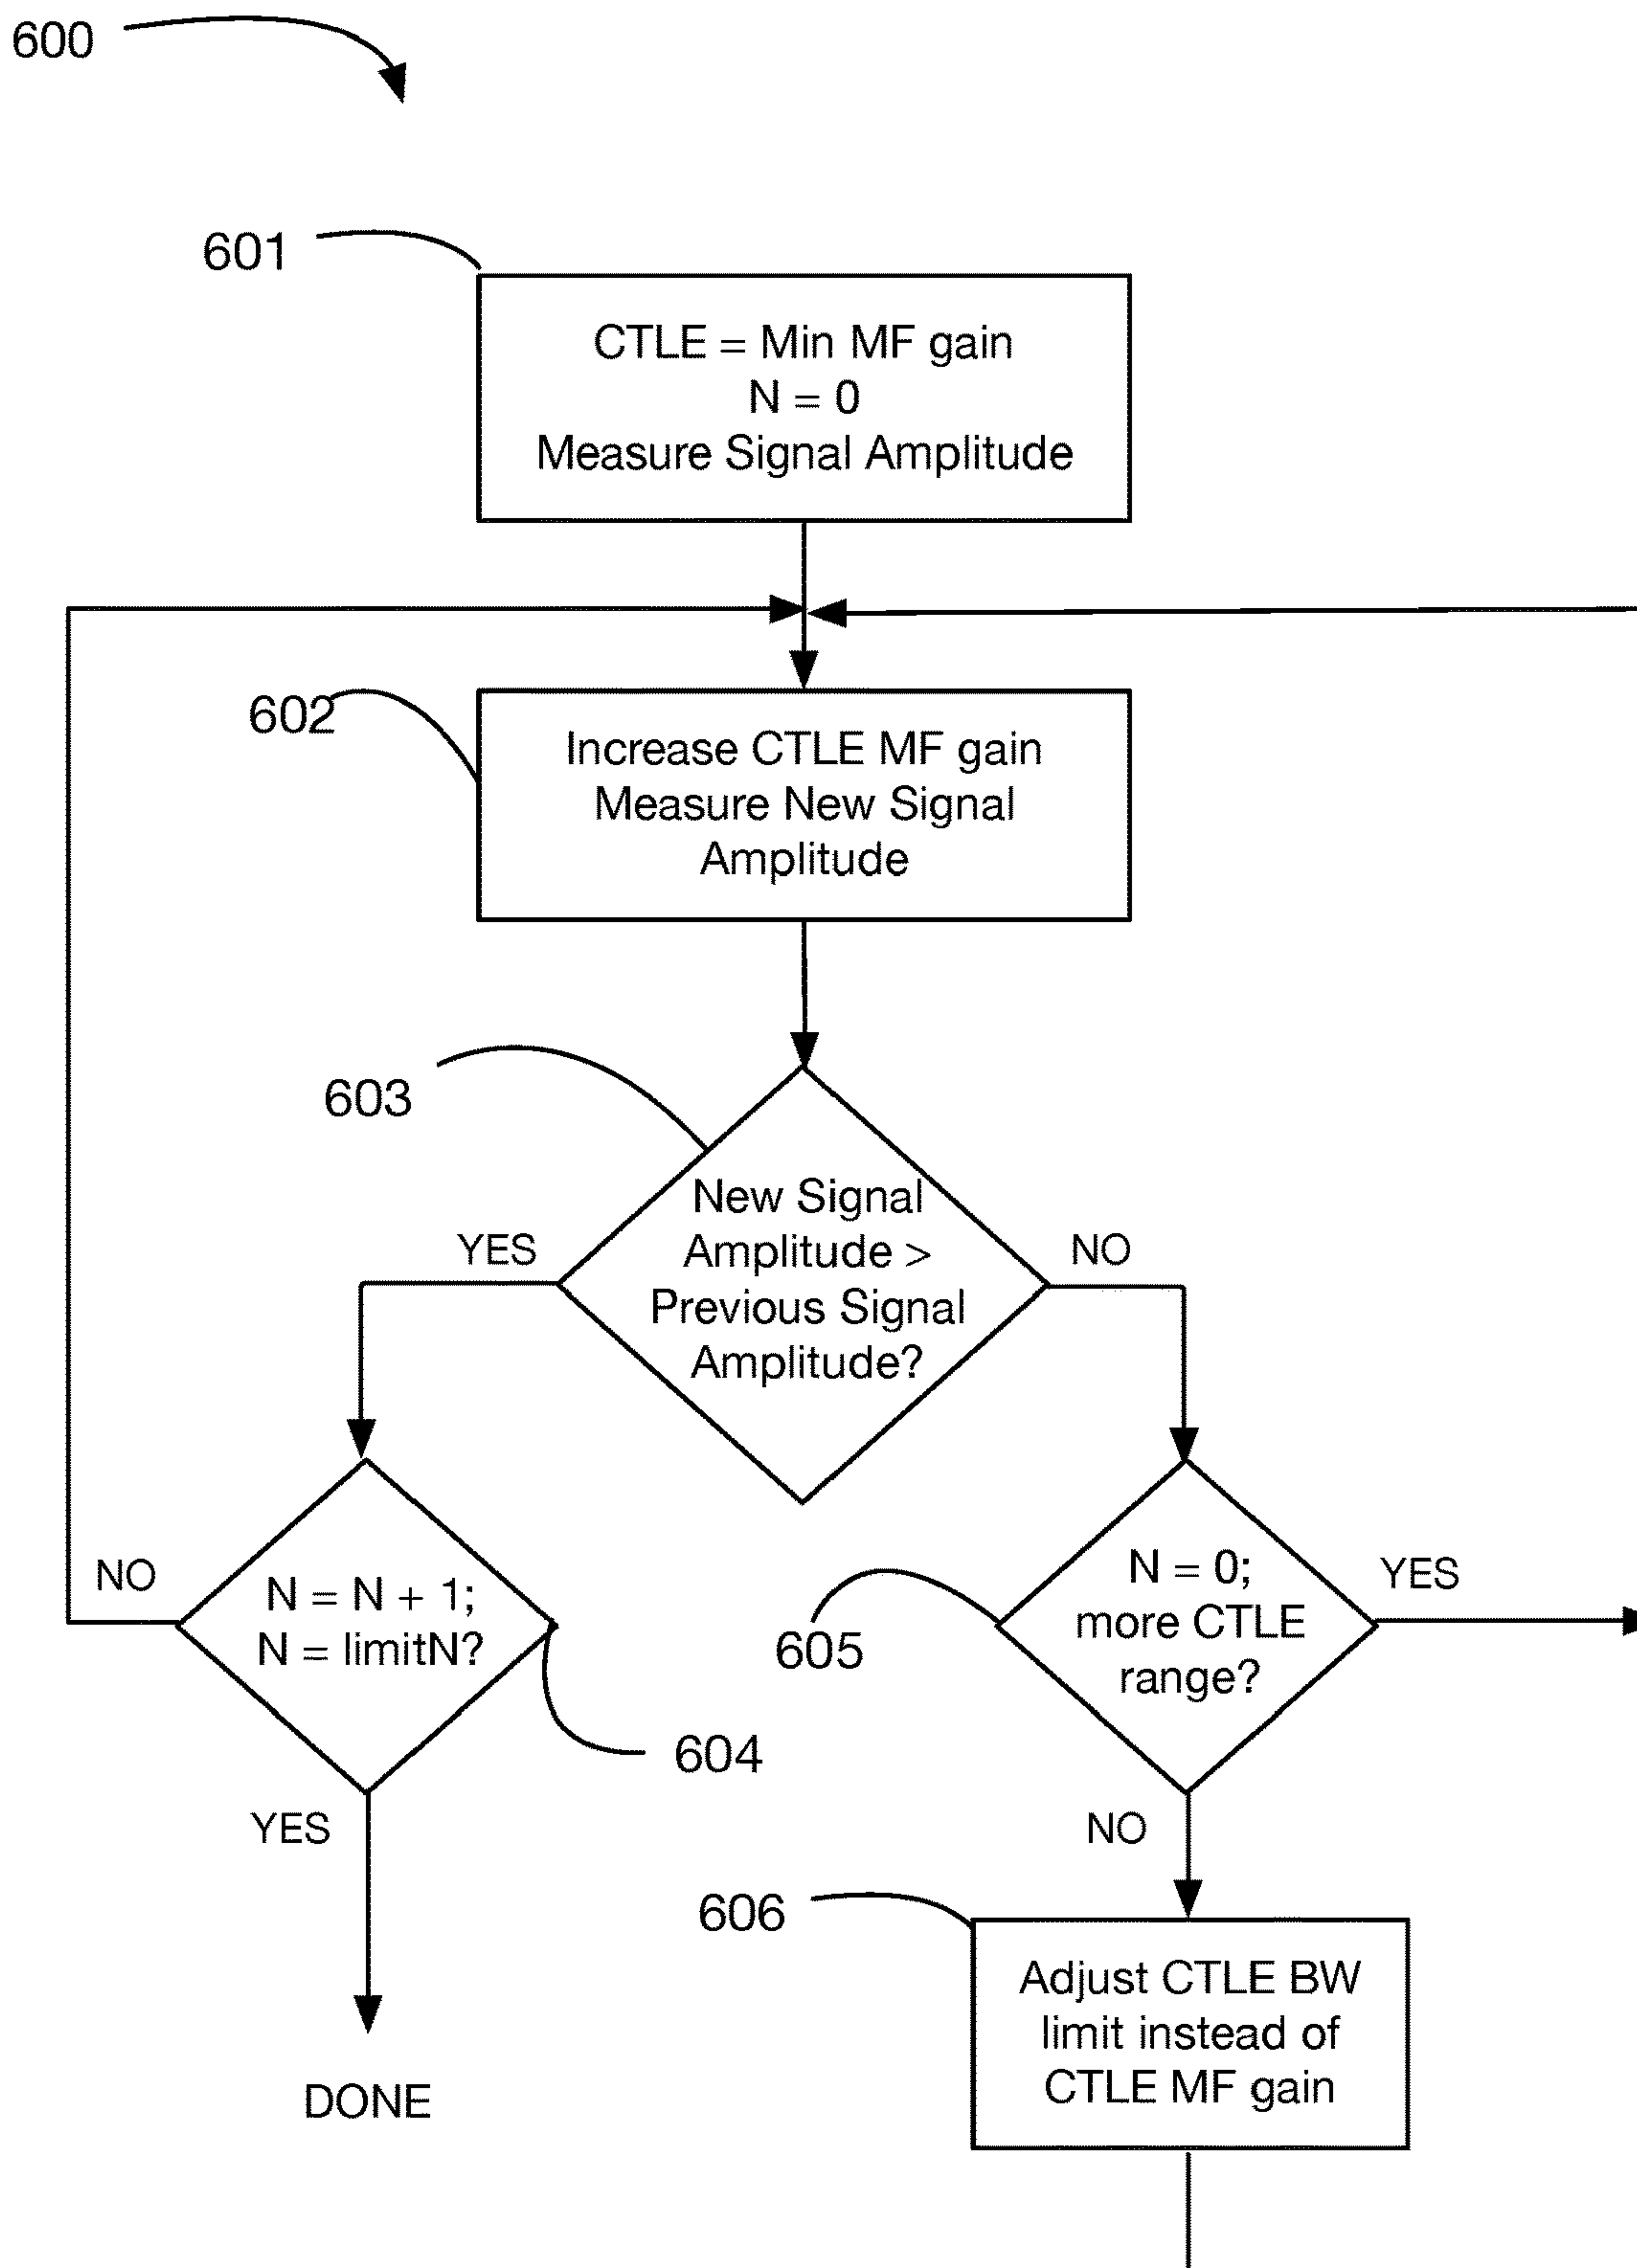 600
601
CTLE = Min MF gain
N = 0
Measure Signal Amplitude
602
Increase CTLE MF gain
Measure New Signal
Amplitude
603
New Signal
Amplitude >
Previous Signal
Amplitude?
YES
NO
N = N + 1;
N = limitN?
NO
604
YES
DONE
605
N = 0;
more CTLE
range?
YES
NO
606
Adjust CTLE BW
limit instead of
CTLE MF gain